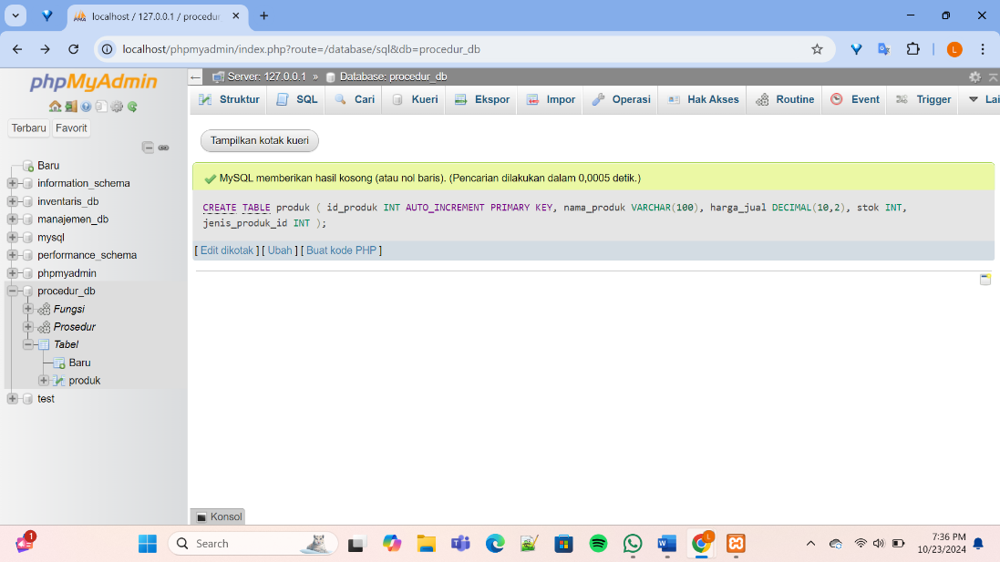 localhost / 127.0.0.1 / procedur
localhost/phpmyadmin/index.php?route=/database/sql&db=procedur_db
L
phpMyAdmin
Terbaru Favorit
Baru
information_schema
inventaris_db
manajemen_db
mysql
performance_schema
phpmyadmin
procedur_db
Fungsi
Prosedur
Tabel
Baru
produk
test
Server: 127.0.0.1 » Database: procedur_db
Struktur SQL Cari Kueri Ekspor Impor Operasi Hak Akses Routine Event Trigger Lai
Tampilkan kotak kueri
MySQL memberikan hasil kosong (atau nol baris). (Pencarian dilakukan dalam 0,0005 detik.)
CREATE TABLE produk ( id_produk INT AUTO_INCREMENT PRIMARY KEY, nama_produk VARCHAR(100), harga_jual DECIMAL(10,2), stok INT,
jenis_produk_id INT );
[ Edit dikotak ] [ Ubah ] [ Buat kode PHP ]
Konsol
1
Search
L
7:36 PM
10/23/2024